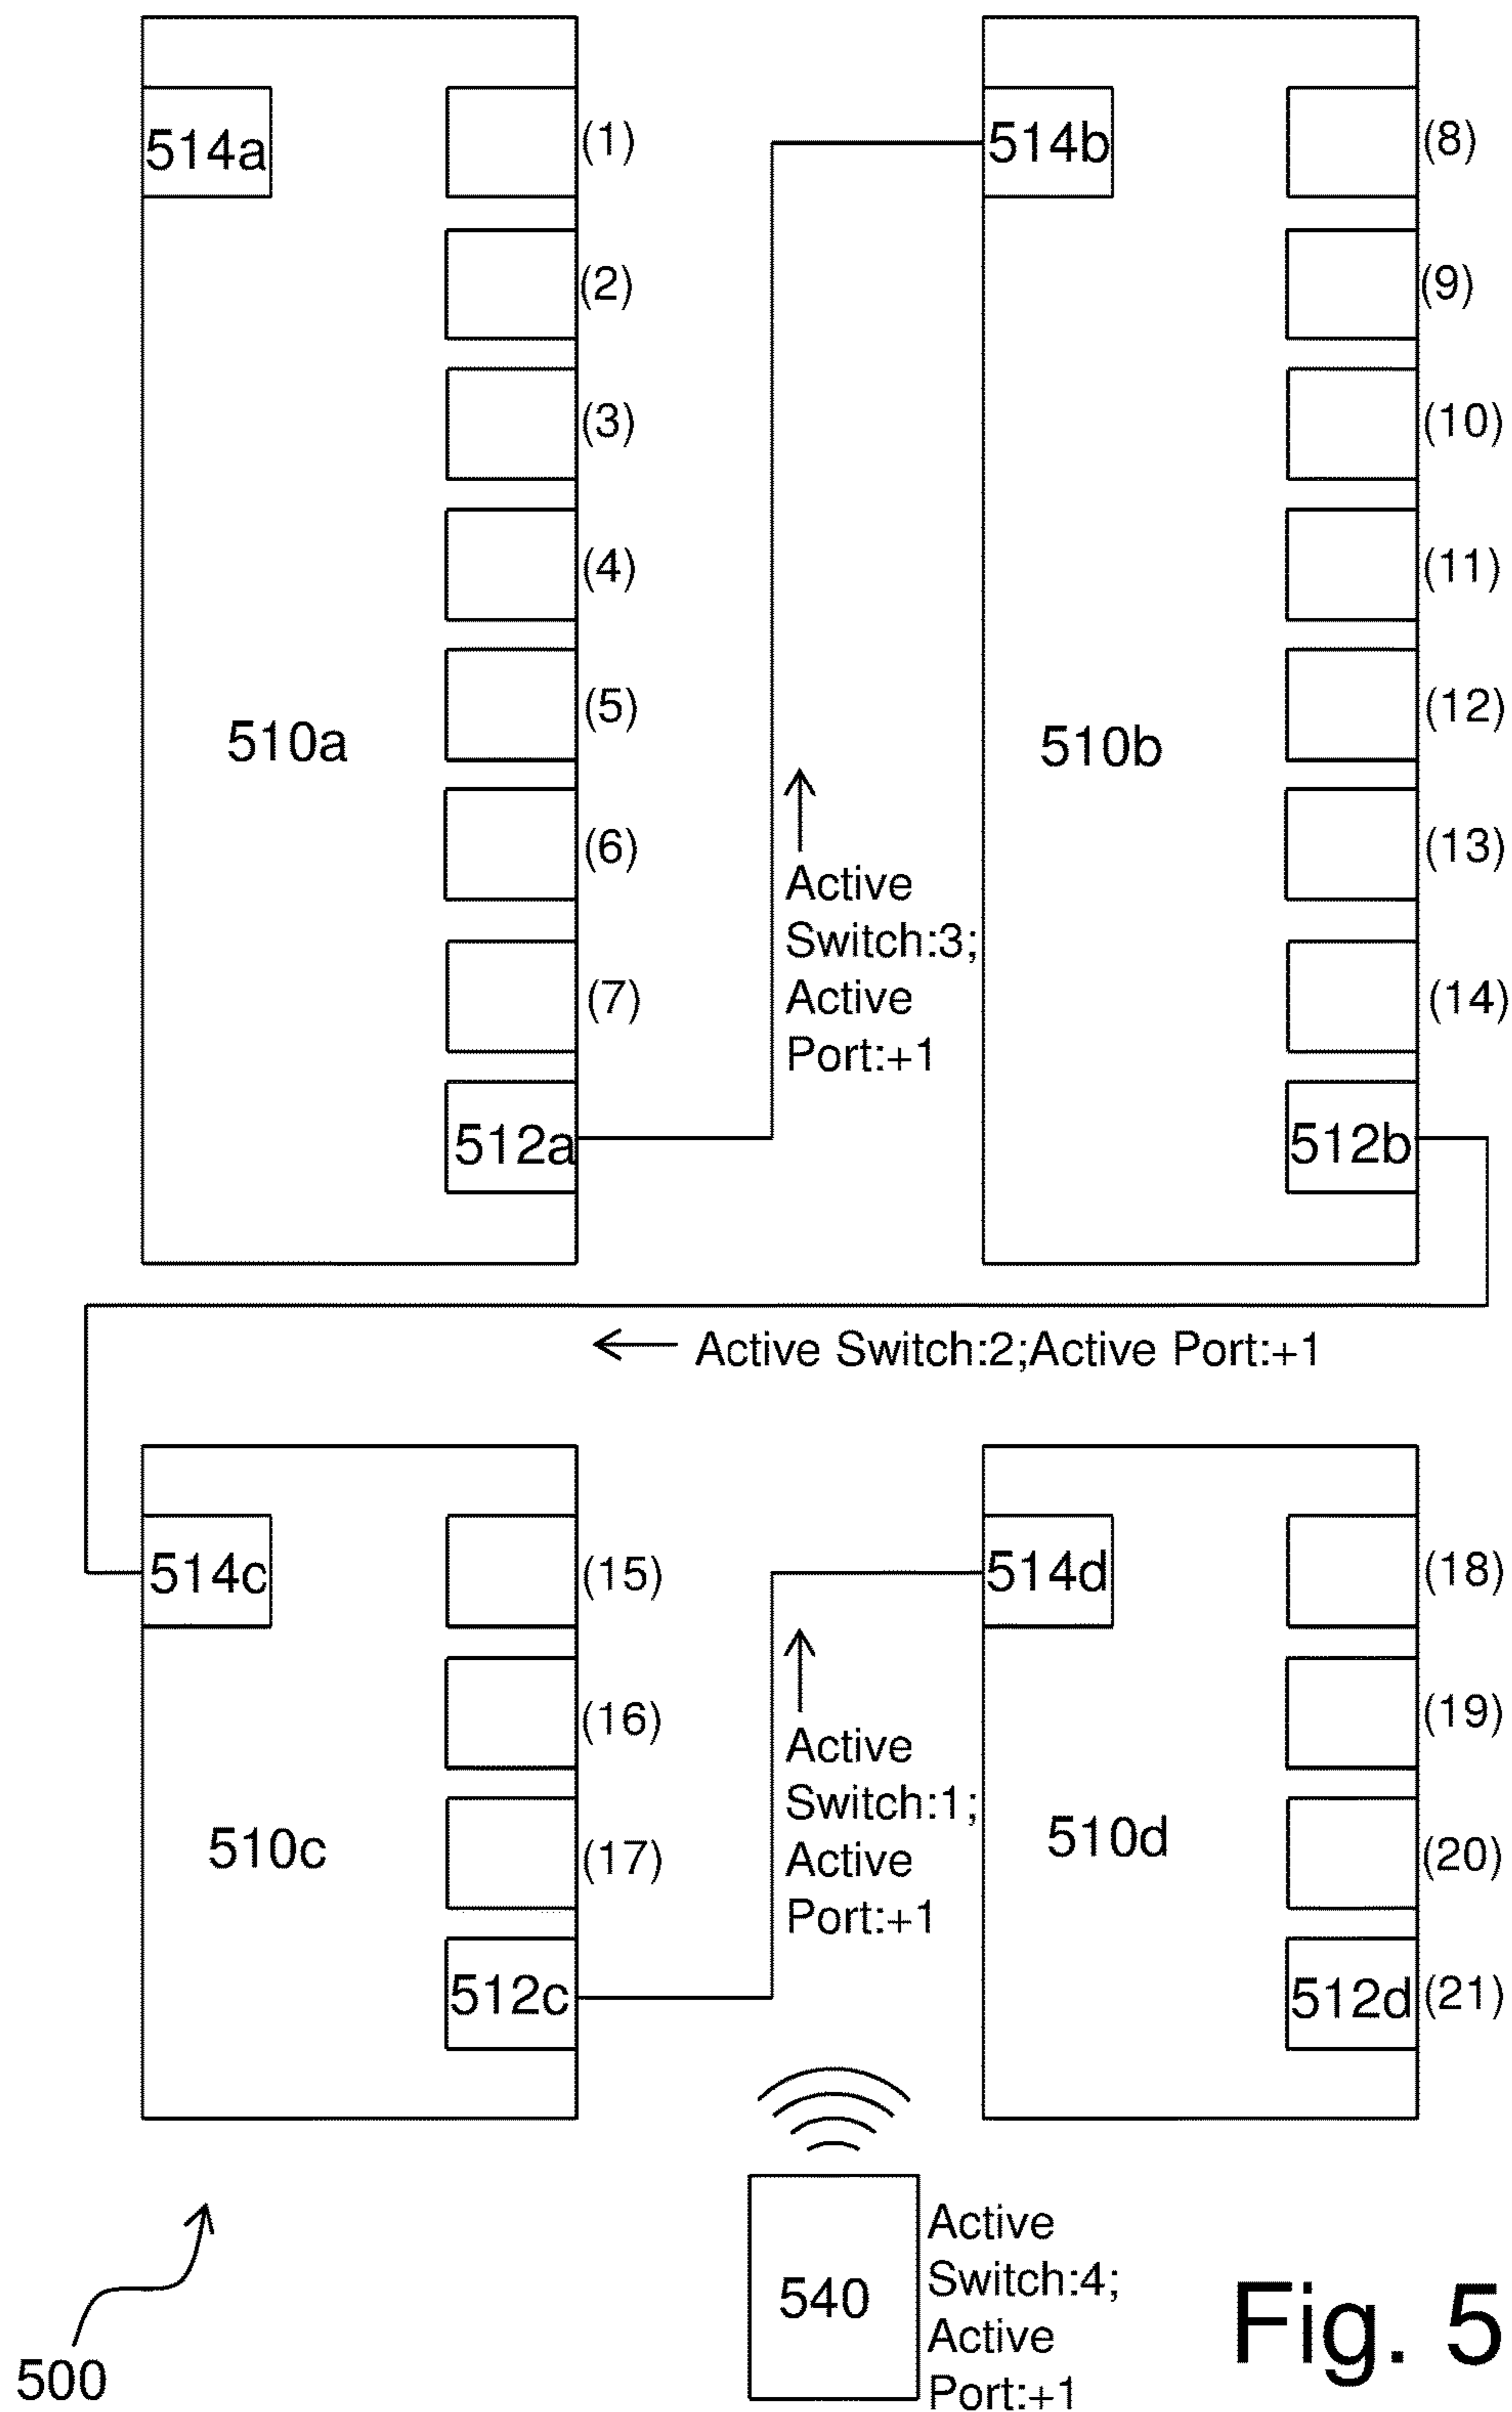 514a
(1)
(2)
(3)
(4)
(5)
510a
(6)
(7)
512a
Active
Switch:3;
Active
Port:+1
514b
(8)
(9)
(10)
(11)
(12)
510b
(13)
(14)
512b
Active Switch:2;Active Port:+1
514c
(15)
(16)
510c
(17)
512c
Active
Switch:1;
Active
Port:+1
514d
(18)
(19)
510d
(20)
512d
(21)
540
Active
Switch:4;
Active
Port:+1
500
Fig. 5